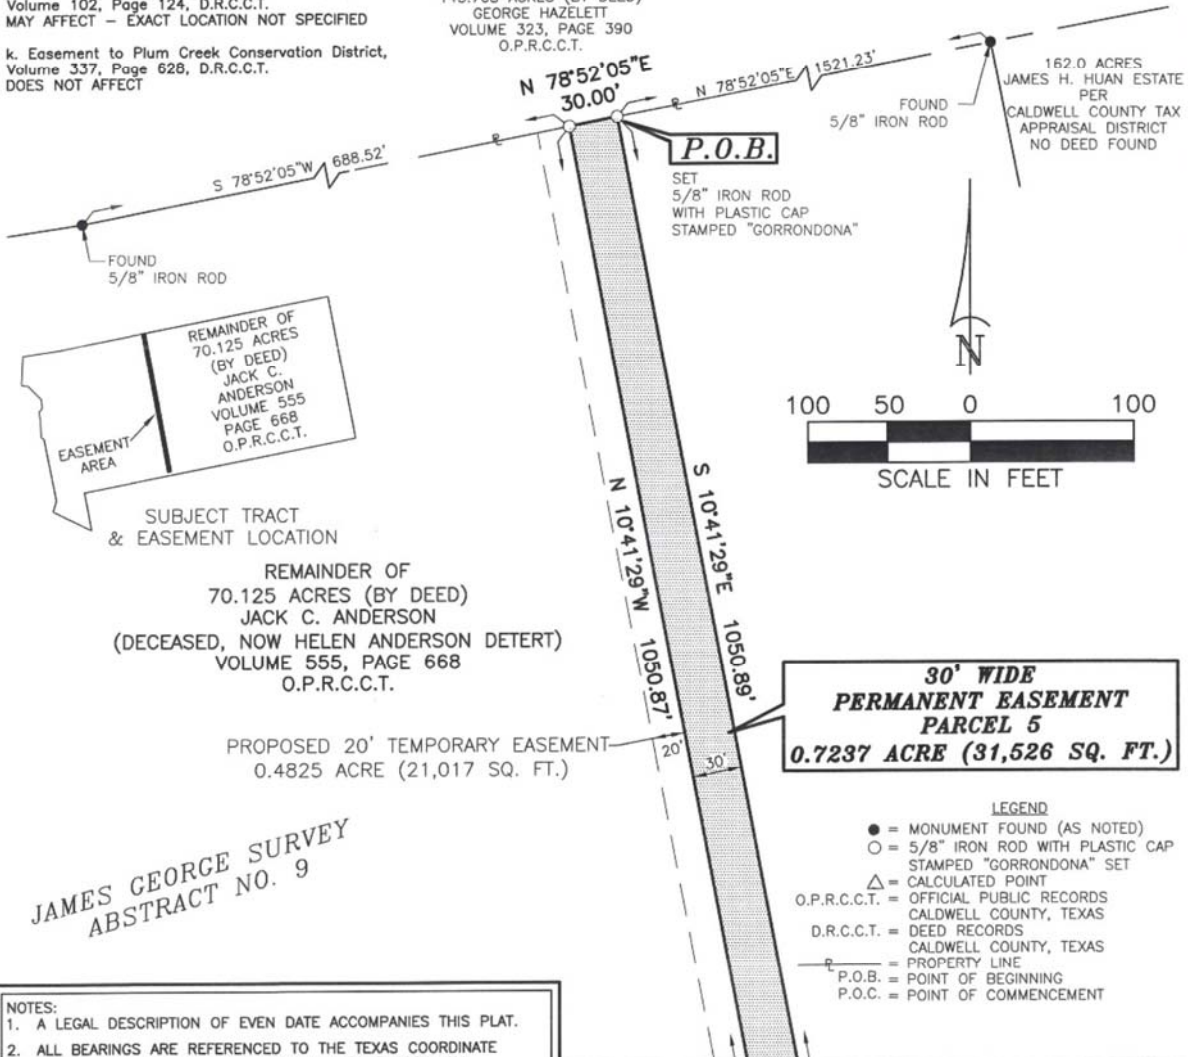 Volume 102, Page 124, D.R.C.C.T.
MAY AFFECT – EXACT LOCATION NOT SPECIFIED
k. Easement to Plum Creek Conservation District,
Volume 337, Page 628, D.R.C.C.T.
DOES NOT AFFECT
GEORGE HAZELETT
VOLUME 323, PAGE 390
O.P.R.C.C.T.
N 78°52'05"E
30.00'
N 78°52'05"E 1521.23'
162.0 ACRES
JAMES H. HUAN ESTATE
PER
CALDWELL COUNTY TAX
APPRAISAL DISTRICT
NO DEED FOUND
FOUND
5/8" IRON ROD
P.O.B.
SET
5/8" IRON ROD
WITH PLASTIC CAP
STAMPED "GORRONDONA"
S 78°52'05"W 688.52'
FOUND
5/8" IRON ROD
REMAINDER OF
70.125 ACRES
(BY DEED)
JACK C.
ANDERSON
VOLUME 555
PAGE 668
O.P.R.C.C.T.
EASEMENT
AREA
SUBJECT TRACT
& EASEMENT LOCATION
N
100 50 0 100
SCALE IN FEET
N 10°41'29"W 1050.87'
S 10°41'29"E 1050.89'
REMAINDER OF
70.125 ACRES (BY DEED)
JACK C. ANDERSON
(DECEASED, NOW HELEN ANDERSON DETERT)
VOLUME 555, PAGE 668
O.P.R.C.C.T.
PROPOSED 20' TEMPORARY EASEMENT
0.4825 ACRE (21,017 SQ. FT.)
20'
30'
30' WIDE
PERMANENT EASEMENT
PARCEL 5
0.7237 ACRE (31,526 SQ. FT.)
JAMES GEORGE SURVEY
ABSTRACT NO. 9
LEGEND
● = MONUMENT FOUND (AS NOTED)
○ = 5/8" IRON ROD WITH PLASTIC CAP
STAMPED "GORRONDONA" SET
△ = CALCULATED POINT
O.P.R.C.C.T. = OFFICIAL PUBLIC RECORDS
CALDWELL COUNTY, TEXAS
D.R.C.C.T. = DEED RECORDS
CALDWELL COUNTY, TEXAS
℄ = PROPERTY LINE
P.O.B. = POINT OF BEGINNING
P.O.C. = POINT OF COMMENCEMENT
NOTES:
1. A LEGAL DESCRIPTION OF EVEN DATE ACCOMPANIES THIS PLAT.
2. ALL BEARINGS ARE REFERENCED TO THE TEXAS COORDINATE